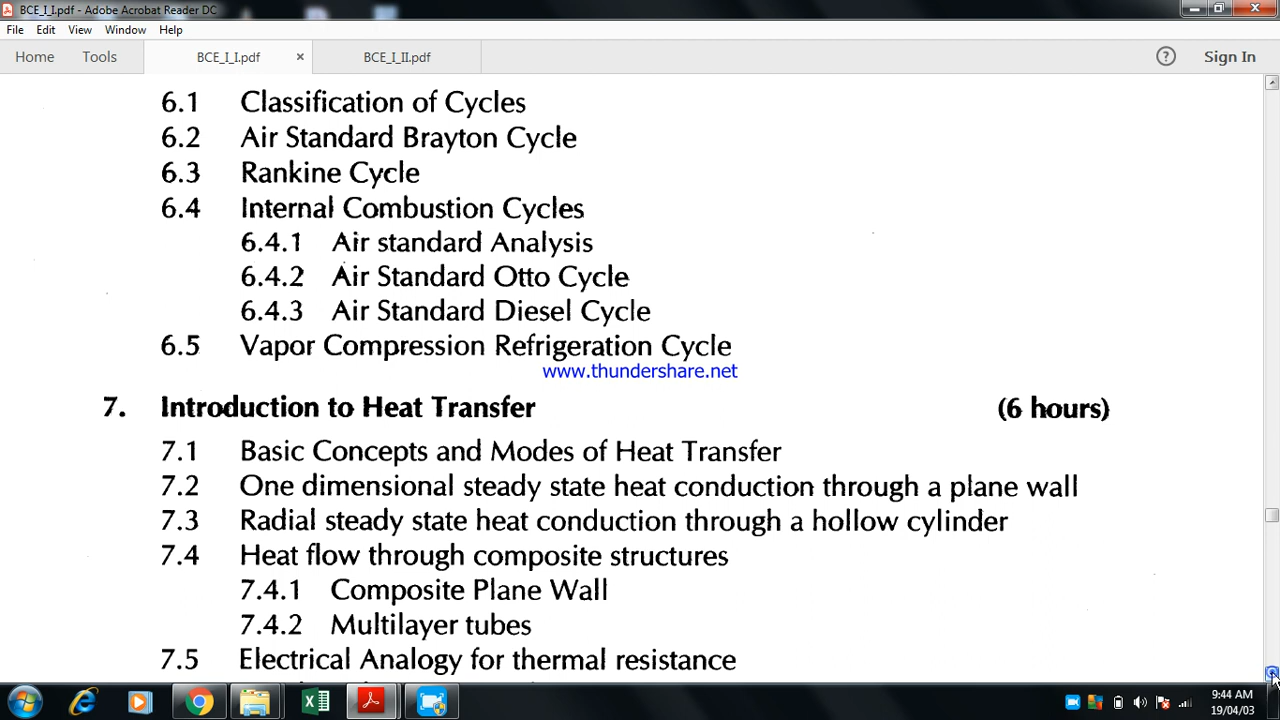 BCE_I_I.pdf - Adobe Acrobat Reader DC
File Edit View Window Help
Home Tools BCE_I_I.pdf × BCE_I_II.pdf ? Sign In
6.1 Classification of Cycles
6.2 Air Standard Brayton Cycle
6.3 Rankine Cycle
6.4 Internal Combustion Cycles
6.4.1 Air standard Analysis
6.4.2 Air Standard Otto Cycle
6.4.3 Air Standard Diesel Cycle
6.5 Vapor Compression Refrigeration Cycle
www.thundershare.net
7. Introduction to Heat Transfer (6 hours)
7.1 Basic Concepts and Modes of Heat Transfer
7.2 One dimensional steady state heat conduction through a plane wall
7.3 Radial steady state heat conduction through a hollow cylinder
7.4 Heat flow through composite structures
7.4.1 Composite Plane Wall
7.4.2 Multilayer tubes
7.5 Electrical Analogy for thermal resistance
9:44 AM
19/04/03